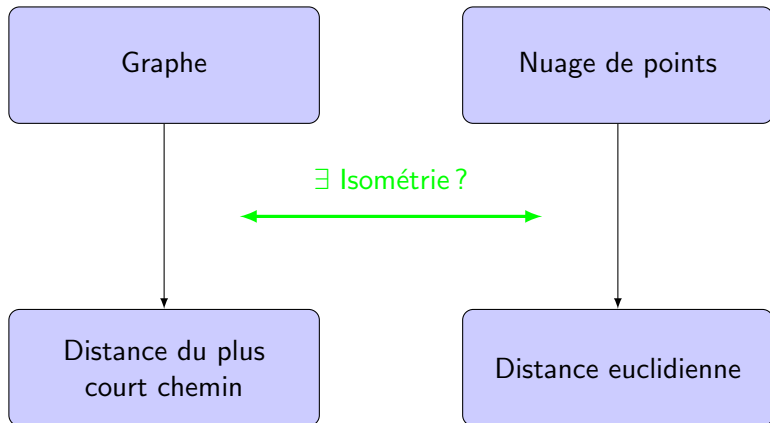 Graphe
Nuage de points
∃ Isométrie ?
Distance du plus
court chemin
Distance euclidienne